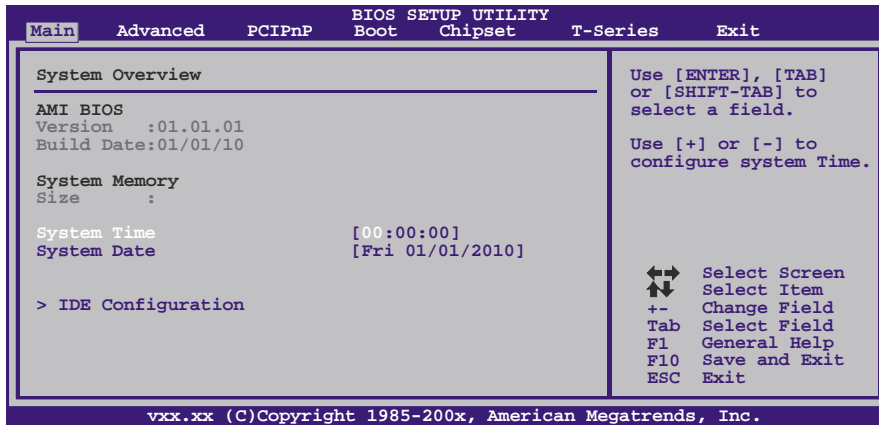 BIOS SETUP UTILITY
Main Advanced PCIPnP Boot Chipset T-Series Exit
System Overview
AMI BIOS
Version :01.01.01
Build Date:01/01/10
System Memory
Size :
System Time [00:00:00]
System Date [Fri 01/01/2010]
> IDE Configuration
Use [ENTER], [TAB]
or [SHIFT-TAB] to
select a field.
Use [+] or [-] to
configure system Time.
Select Screen
Select Item
+- Change Field
Tab Select Field
F1 General Help
F10 Save and Exit
ESC Exit
vxx.xx (C)Copyright 1985-200x, American Megatrends, Inc.